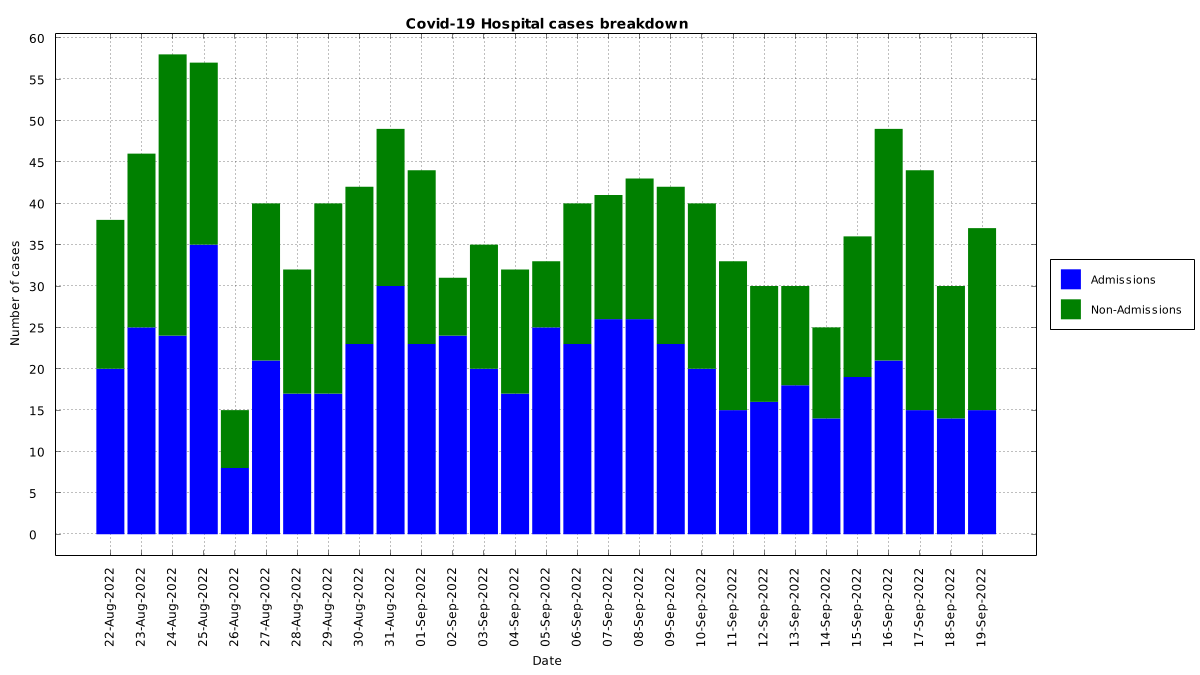 Covid-19 Hospital cases breakdown
60
55
50
45
40
35
30
25
20
15
10
5
0
Number of cases
Admissions
Non-Admissions
22-Aug-2022
23-Aug-2022
24-Aug-2022
25-Aug-2022
26-Aug-2022
27-Aug-2022
28-Aug-2022
29-Aug-2022
30-Aug-2022
31-Aug-2022
01-Sep-2022
02-Sep-2022
03-Sep-2022
04-Sep-2022
05-Sep-2022
06-Sep-2022
07-Sep-2022
08-Sep-2022
09-Sep-2022
10-Sep-2022
11-Sep-2022
12-Sep-2022
13-Sep-2022
14-Sep-2022
15-Sep-2022
16-Sep-2022
17-Sep-2022
18-Sep-2022
19-Sep-2022
Date